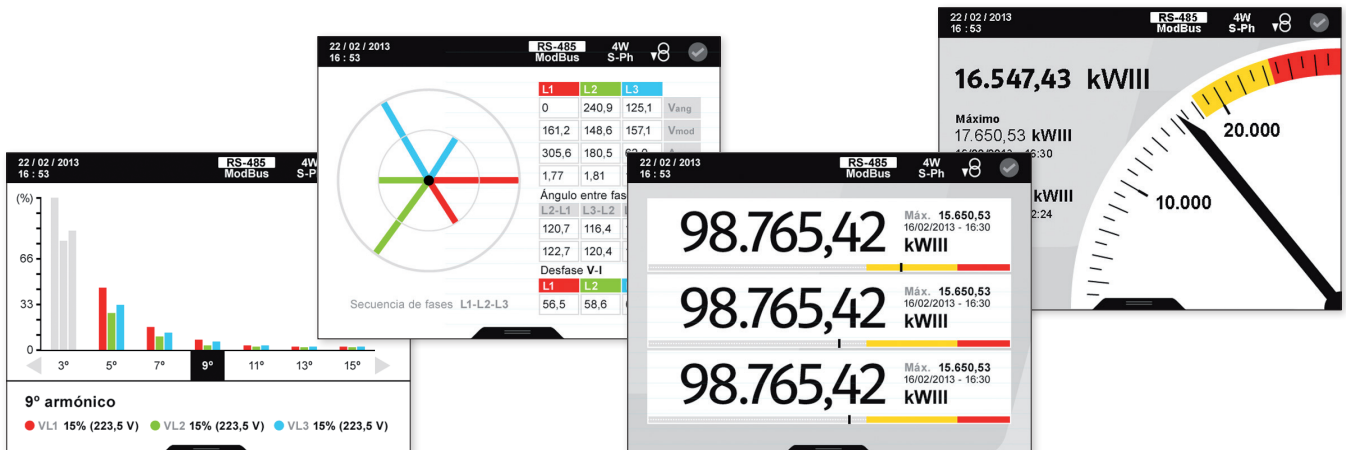 22 / 02 / 2013
16 : 53
RS-485
ModBus
4W
(%)
66
33
0
3º 5º 7º 9º 11º 13º 15º
9º armónico
VL1 15% (223,5 V) VL2 15% (223,5 V) VL3 15% (223,5 V)
22 / 02 / 2013
16 : 53
RS-485
ModBus
4W
S-Ph
L1 L2 L3
0 240,9 125,1 Vang
161,2 148,6 157,1 Vmod
305,6 180,5
1,77 1,81
Ángulo entre
L2-L1 L3-L2
120,7 116,4
122,7 120,4
Desfase V-I
L1 L2
56,5 58,6
Secuencia de fases L1-L2-L3
22 / 02 / 2013
16 : 53
RS-485
ModBus
4W
S-Ph
98.765,42
Máx. 15.650,53
16/02/2013 - 16:30
kWIII
98.765,42
Máx. 15.650,53
16/02/2013 - 16:30
kWIII
98.765,42
Máx. 15.650,53
16/02/2013 - 16:30
kWIII
22 / 02 / 2013
16 : 53
RS-485
ModBus
4W
S-Ph
16.547,43 kWIII
Máximo
17.650,53 kWIII
16:30
kWIII
2:24
20.000
10.000